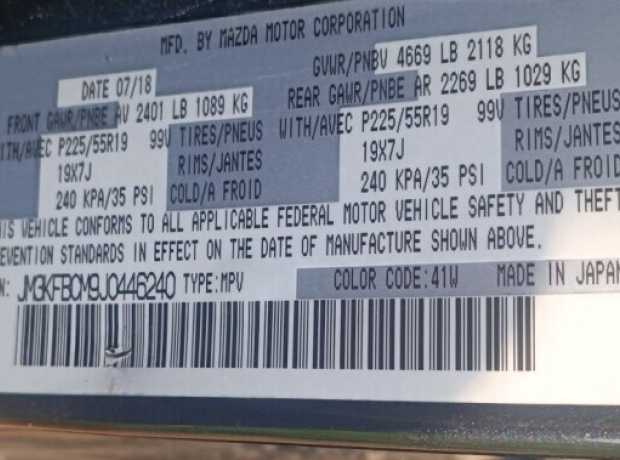 MFD. BY MAZDA MOTOR CORPORATION
DATE 07/18 GVWR/PNBV 4669 LB 2118 KG
FRONT GAWR/PNBE AV 2401 LB 1089 KG REAR GAWR/PNBE AR 2269 LB 1029 KG
WITH/AVEC P225/55R19 99V TIRES/PNEUS WITH/AVEC P225/55R19 99V TIRES/PNEUS
19X7J RIMS/JANTES 19X7J RIMS/JANTES
240 KPA/35 PSI COLD/A FROID 240 KPA/35 PSI COLD/A FROID
HIS VEHICLE CONFORMS TO ALL APPLICABLE FEDERAL MOTOR VEHICLE SAFETY AND THEFT
EVENTION STANDARDS IN EFFECT ON THE DATE OF MANUFACTURE SHOWN ABOVE.
N: JM3KFBCM9J0446240 TYPE:MPV COLOR CODE:41W MADE IN JAPAN